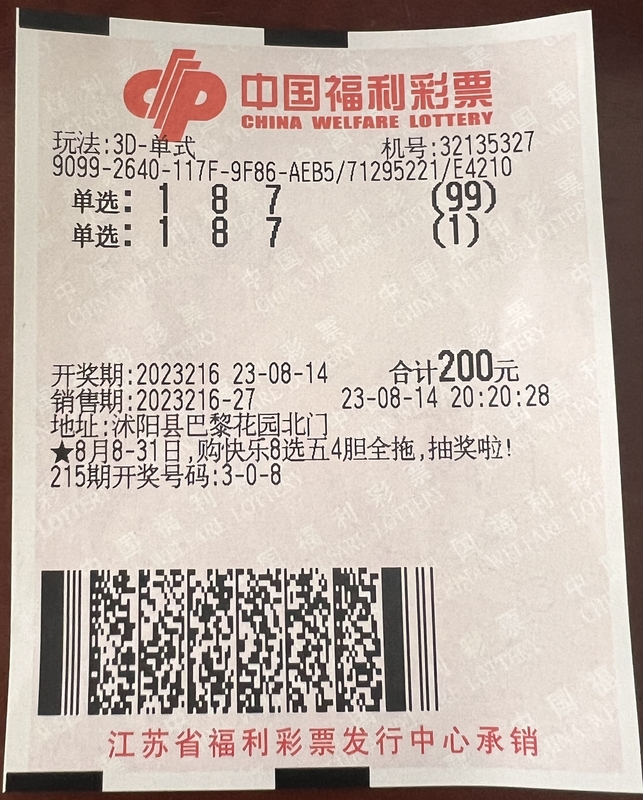 中国福利彩票
CHINA WELFARE LOTTERY
玩法:3D-单式 机号:32135327
9099-2640-117F-9F86-AEB5/71295221/E4210
单选: 1 8 7 (99)
单选: 1 8 7 (1)
开奖期:2023216 23-08-14 合计200元
销售期:2023216-27 23-08-14 20:20:28
地址:沭阳县巴黎花园北门
★8月8-31日,购快乐8选五4胆全拖,抽奖啦!
215期开奖号码:3-0-8
江苏省福利彩票发行中心承销